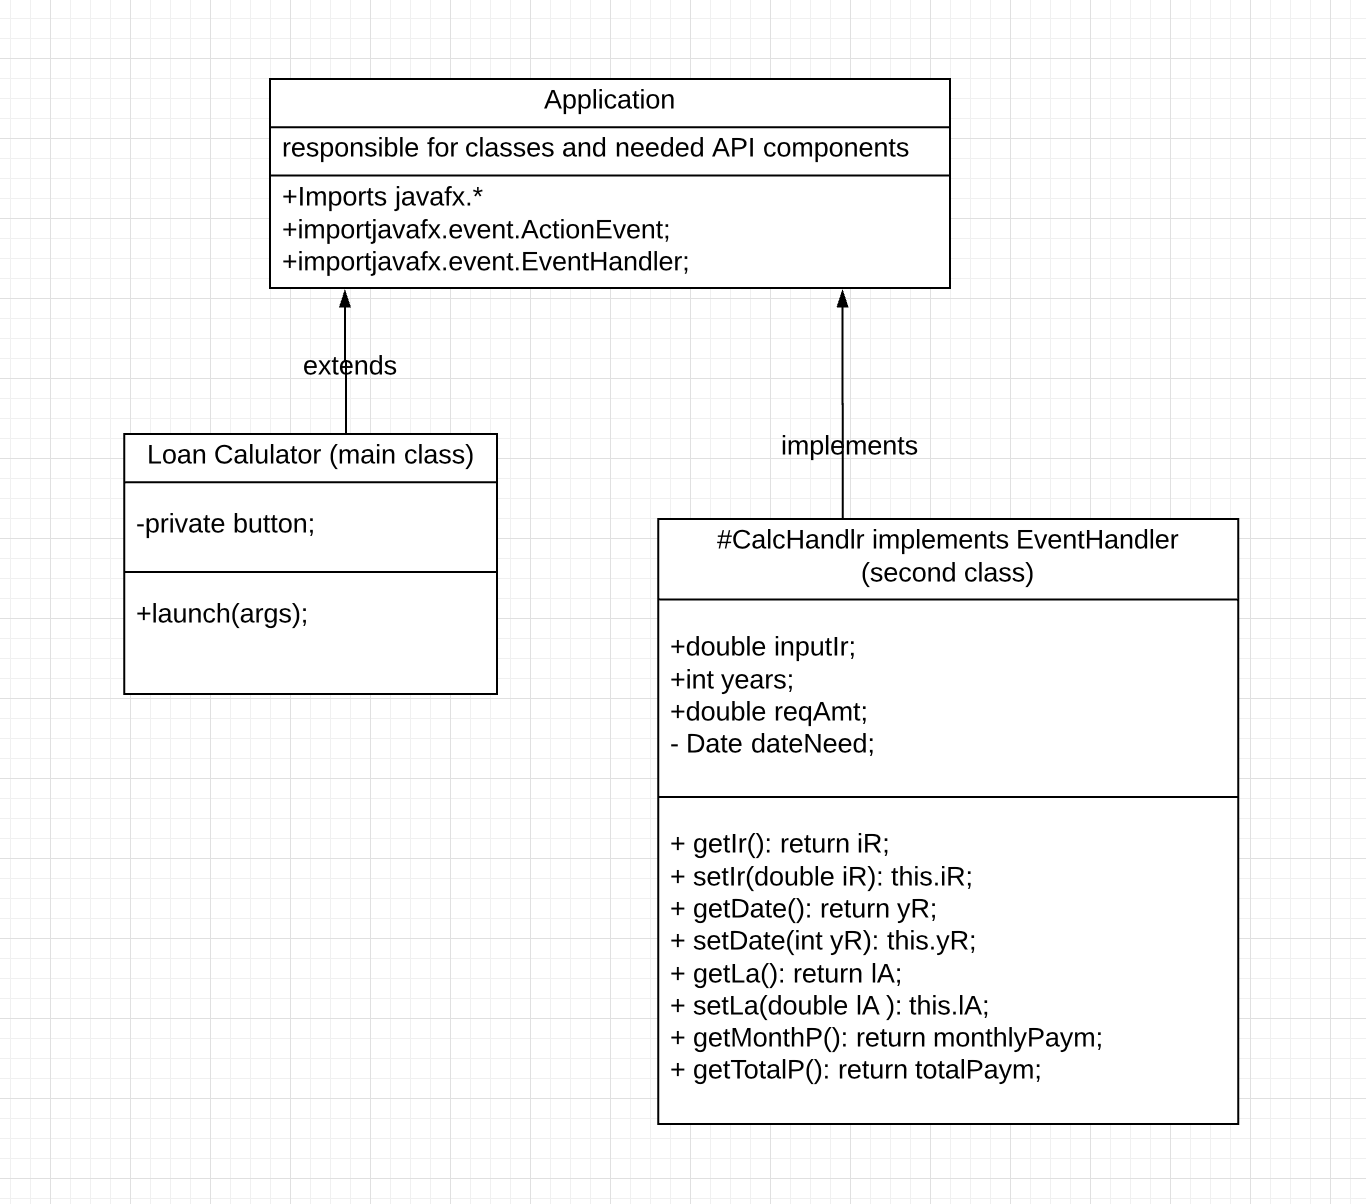 Application
responsible for classes and needed API components
+Imports javafx.*
+importjavafx.event.ActionEvent;
+importjavafx.event.EventHandler;
extends
implements
Loan Calulator (main class)
-private button;
+launch(args);
#CalcHandlr implements EventHandler
(second class)
+double inputIr;
+int years;
+double reqAmt;
- Date dateNeed;
+ getIr(): return iR;
+ setIr(double iR): this.iR;
+ getDate(): return yR;
+ setDate(int yR): this.yR;
+ getLa(): return lA;
+ setLa(double lA ): this.lA;
+ getMonthP(): return monthlyPaym;
+ getTotalP(): return totalPaym;